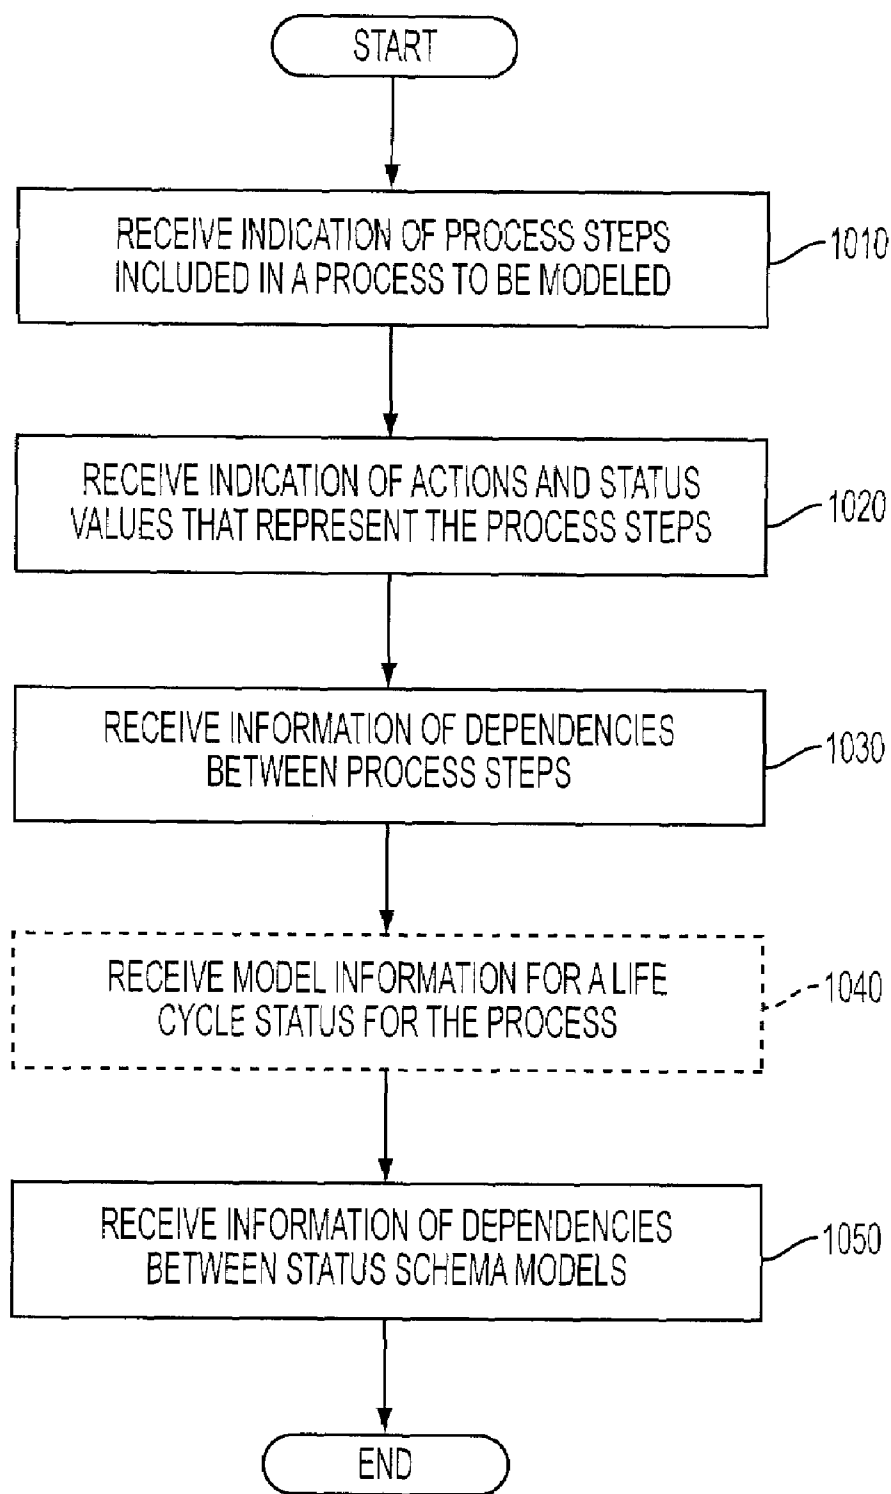 START
RECEIVE INDICATION OF PROCESS STEPS
INCLUDED IN A PROCESS TO BE MODELED
1010
RECEIVE INDICATION OF ACTIONS AND STATUS
VALUES THAT REPRESENT THE PROCESS STEPS
1020
RECEIVE INFORMATION OF DEPENDENCIES
BETWEEN PROCESS STEPS
1030
RECEIVE MODEL INFORMATION FOR A LIFE
CYCLE STATUS FOR THE PROCESS
1040
RECEIVE INFORMATION OF DEPENDENCIES
BETWEEN STATUS SCHEMA MODELS
1050
END